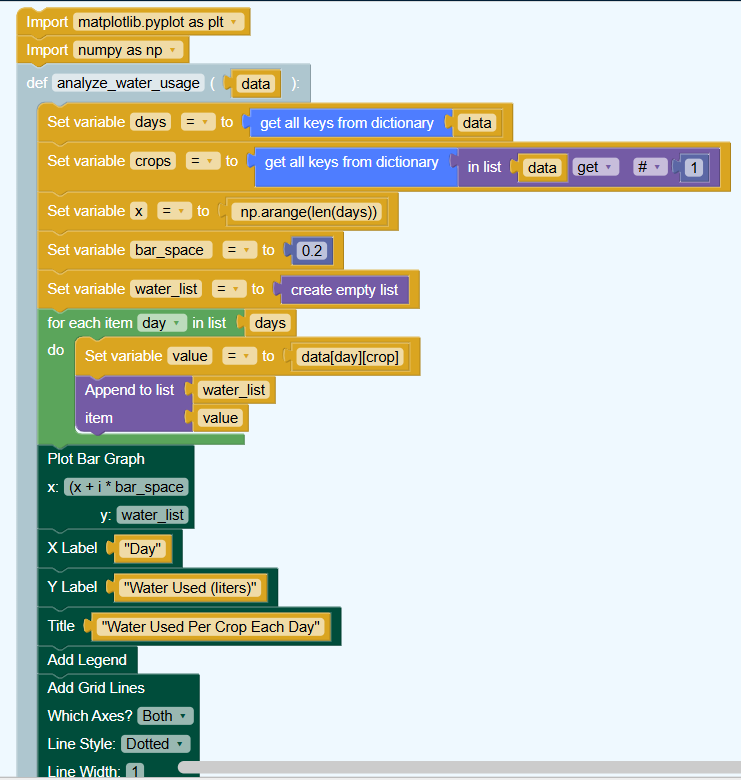 Import matplotlib.pyplot as plt
Import numpy as np
def analyze_water_usage ( data ):
Set variable days = to get all keys from dictionary data
Set variable crops = to get all keys from dictionary in list data get # 1
Set variable x = to np.arange(len(days))
Set variable bar_space = to 0.2
Set variable water_list = to create empty list
for each item day in list days
do Set variable value = to data[day][crop]
Append to list water_list
item value
Plot Bar Graph
x: (x + i * bar_space
y: water_list
X Label "Day"
Y Label "Water Used (liters)"
Title "Water Used Per Crop Each Day"
Add Legend
Add Grid Lines
Which Axes? Both
Line Style: Dotted
Line Width: 1